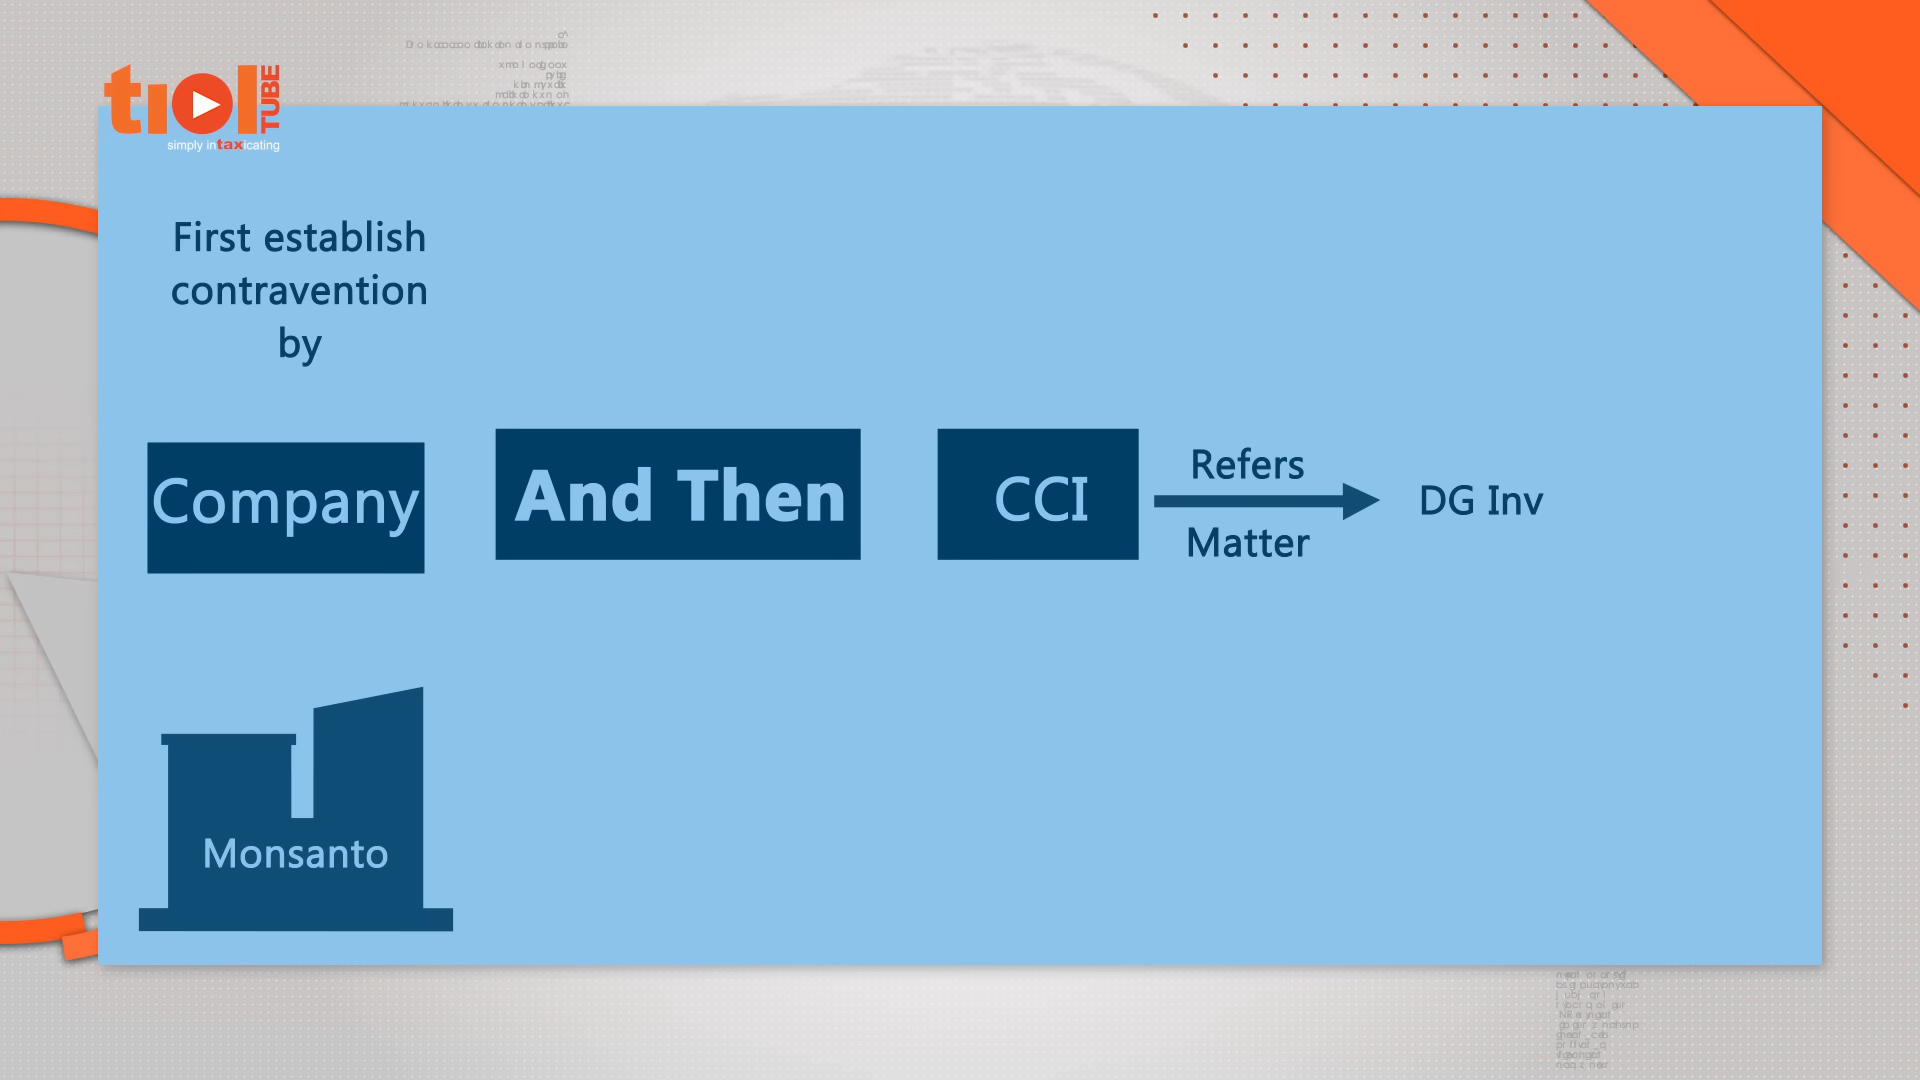 tiol TUBE
simply intaxicating
First establish
contravention
by
Company
And Then
CCI
Refers
Matter
DG Inv
Monsanto